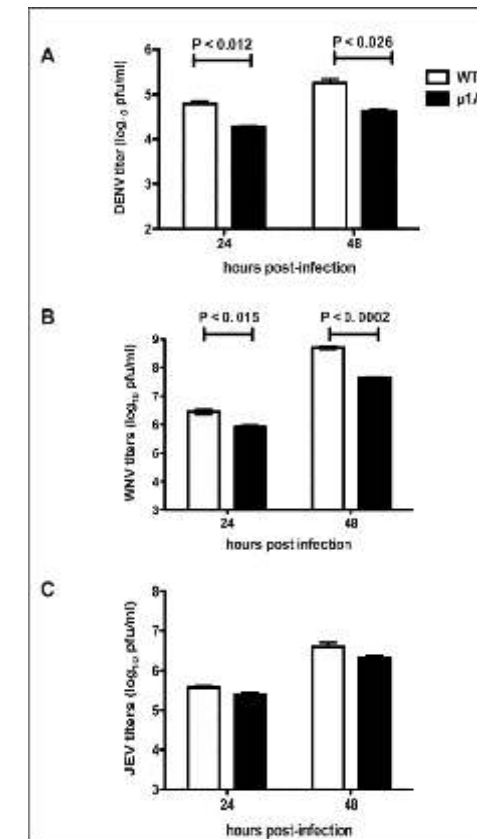 A
P < 0.012
P < 0.026
WT
DENV titer (log₁₀ pfu/ml)
6
5
4
3
2
24
48
hours post-infection
B
P < 0.015
P < 0.0002
WNV titers (log₁₀ pfu/ml)
9
8
7
6
5
4
3
24
48
hours post infection
C
JEV titers (log₁₀ pfu/ml)
8
7
6
5
4
3
24
48
hours post-infection